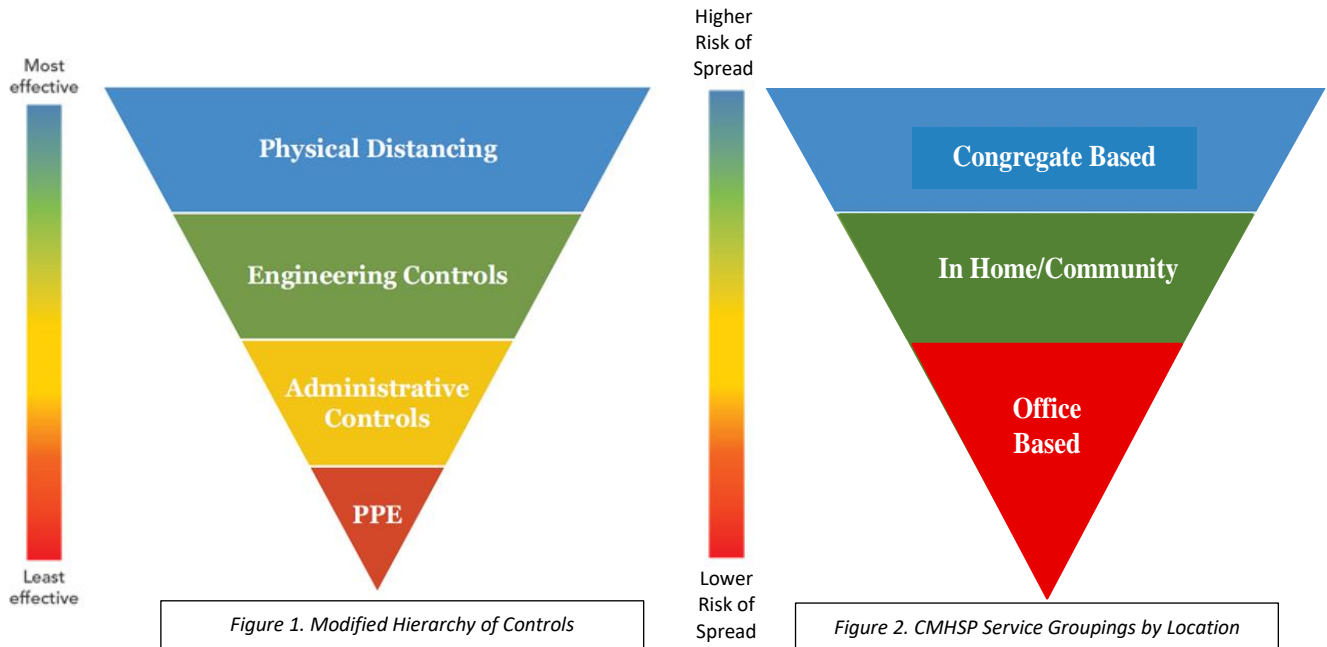 Most
effective
Physical Distancing
Engineering Controls
Administrative
Controls
PPE
Least
effective
Figure 1. Modified Hierarchy of Controls
Higher
Risk of
Spread
Congregate Based
In Home/Community
Office
Based
Lower
Risk of
Spread
Figure 2. CMHSP Service Groupings by Location